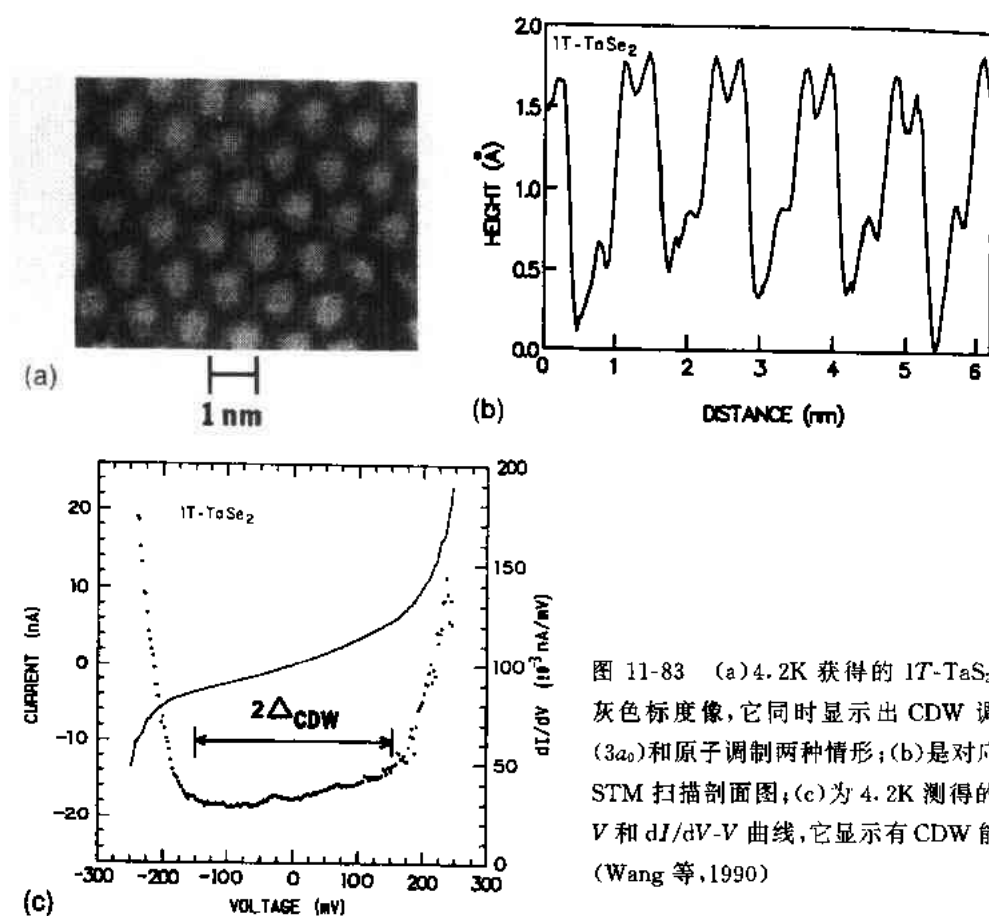 (a)
1 nm
1T-TaSe₂
HEIGHT (Å)
2.0
1.5
1.0
0.5
0.0
0 1 2 3 4 5 6
DISTANCE (nm)
(b)
1T-TaSe₂
CURRENT (nA)
20
10
0
-10
-20
2ΔCDW
200
150
100
50
0
dI/dV (10⁻³ nA/mV)
-300 -200 -100 0 100 200 300
VOLTAGE (mV)
(c)
图 11-83 (a)4.2K 获得的 1T-TaS
灰色标度像,它同时显示出 CDW 调
(3a₀)和原子调制两种情形;(b)是对应
STM 扫描剖面图;(c)为 4.2K 测得的
V 和 dI/dV-V 曲线,它显示有 CDW 能
(Wang 等,1990)